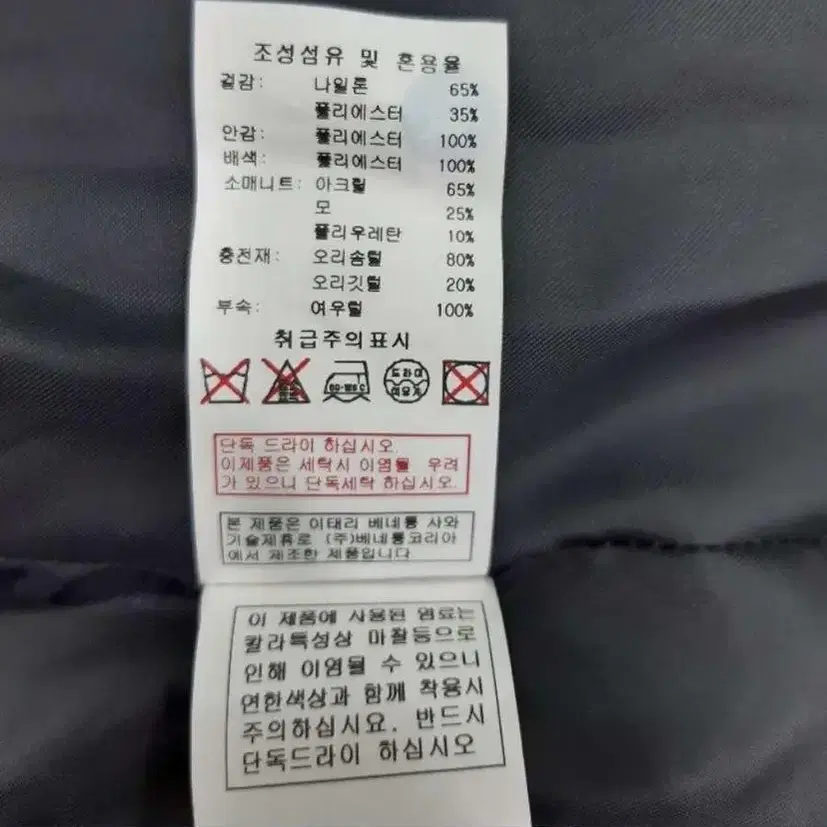 조성섬유 및 혼용율
겉감: 나일론 65%
폴리에스터 35%
안감: 폴리에스터 100%
배색: 폴리에스터 100%
소매니트: 아크릴 65%
모 25%
폴리우레탄 10%
충전재: 오리솜털 80%
오리깃털 20%
부속: 여우털 100%
취급주의표시
드라이
단독 드라이 하십시오.
이제품은 세탁시 이염될 우려
가 있으니 단독세탁 하십시오.
본 제품은 이태리 베네통 사와
기술제휴로 (주)베네통코리아
에서 제조한 제품입니다
이 제품에 사용된 염료는
칼라특성상 마찰등으로
인해 이염될 수 있으니
연한색상과 함께 착용시
주의하십시요. 반드시
단독드라이 하십시오